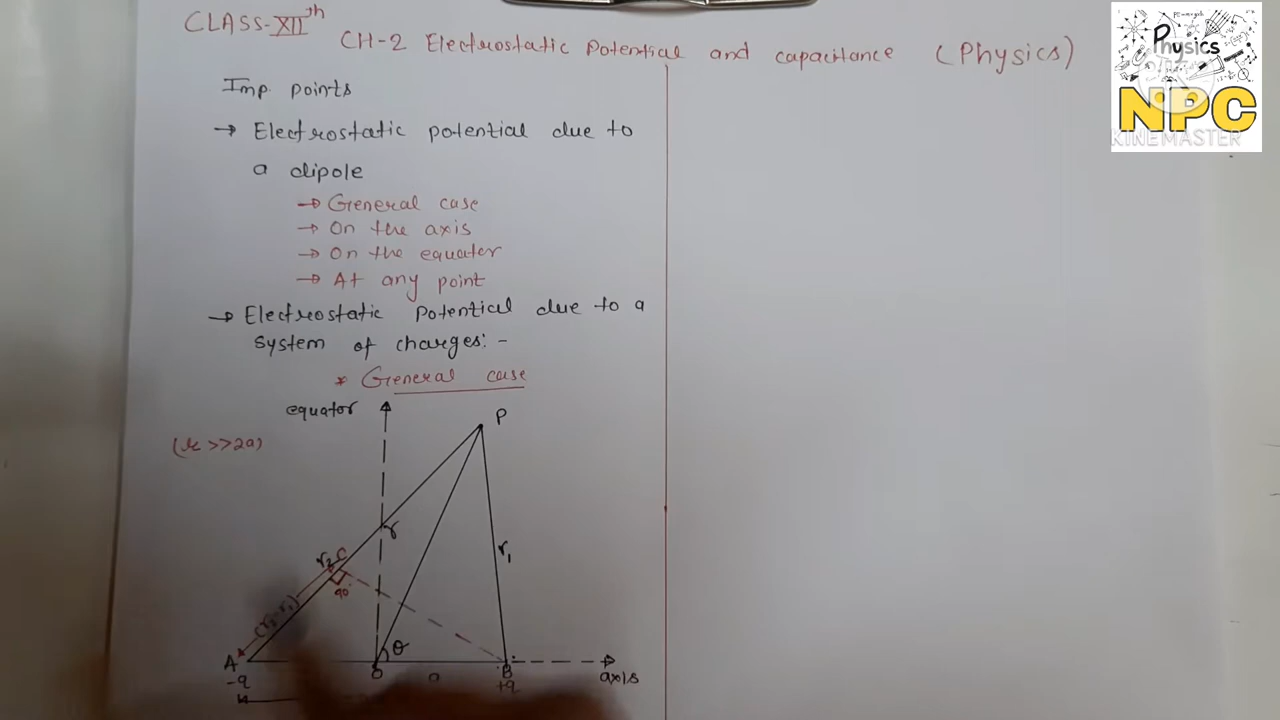 CLASS-XIIth
CH-2 Electrostatic Potential and capacitance (Physics)
Physics
NPC
KINEMASTER
Imp. points
→ Electrostatic potential due to
a dipole
→ General case
→ On the axis
→ On the equator
→ At any point
→ Electrostatic Potential due to a
system of charges:-
* General case
equator
P
(r >>2a)
r
r1
r2 C
90°
(r2-r1)
θ
A
O
B
axis
-q
a
+q